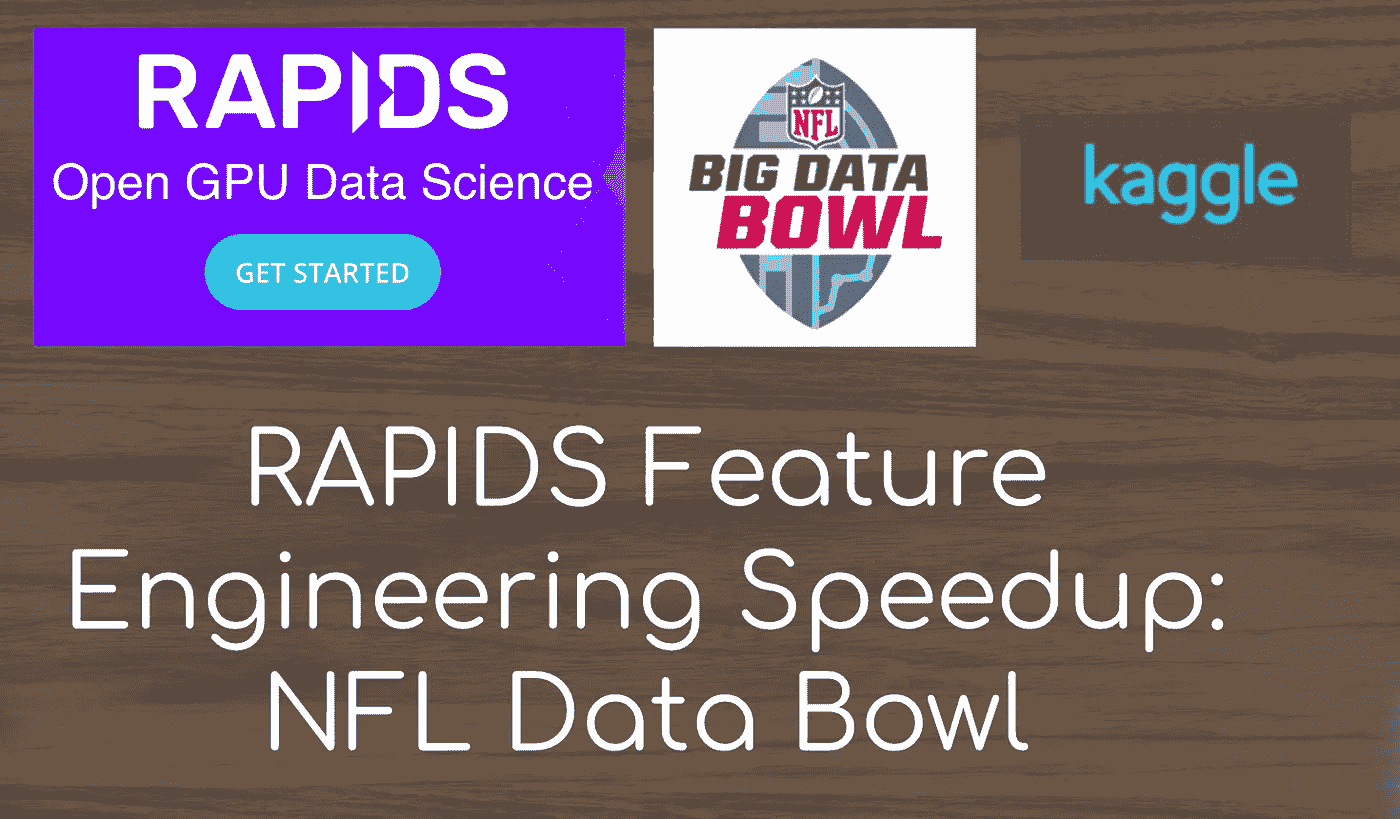 RAPIDS
Open GPU Data Science
GET STARTED
NFL
BIG DATA
BOWL
kaggle
RAPIDS Feature
Engineering Speedup:
NFL Data Bowl